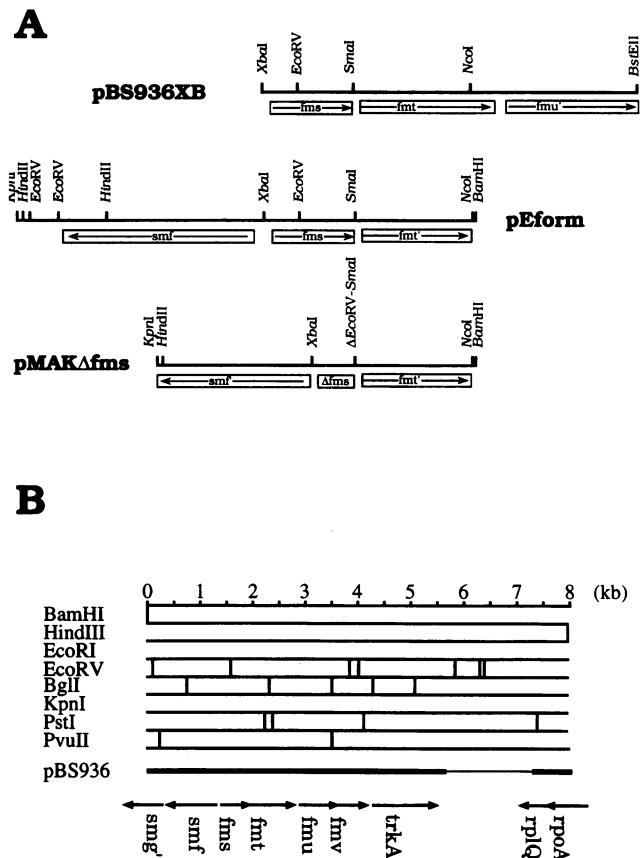 A
XbaI EcoRV SmaI NcoI BstEII
pBS936XB
fms fmt fmu'
HindII EcoRV EcoRV HindII XbaI EcoRV SmaI NcoI BamHI
pEform
smf fms fmt'
KpnI HindII XbaI ΔEcoRV-SmaI NcoI BamHI
pMAKΔfms
smf' Δfms fmt'
B
0 1 2 3 4 5 6 7 8 (kb)
BamHI
HindIII
EcoRI
EcoRV
BglI
KpnI
PstI
PvuII
pBS936
smg' smf fms fmt fmu fmv trkA rplQ